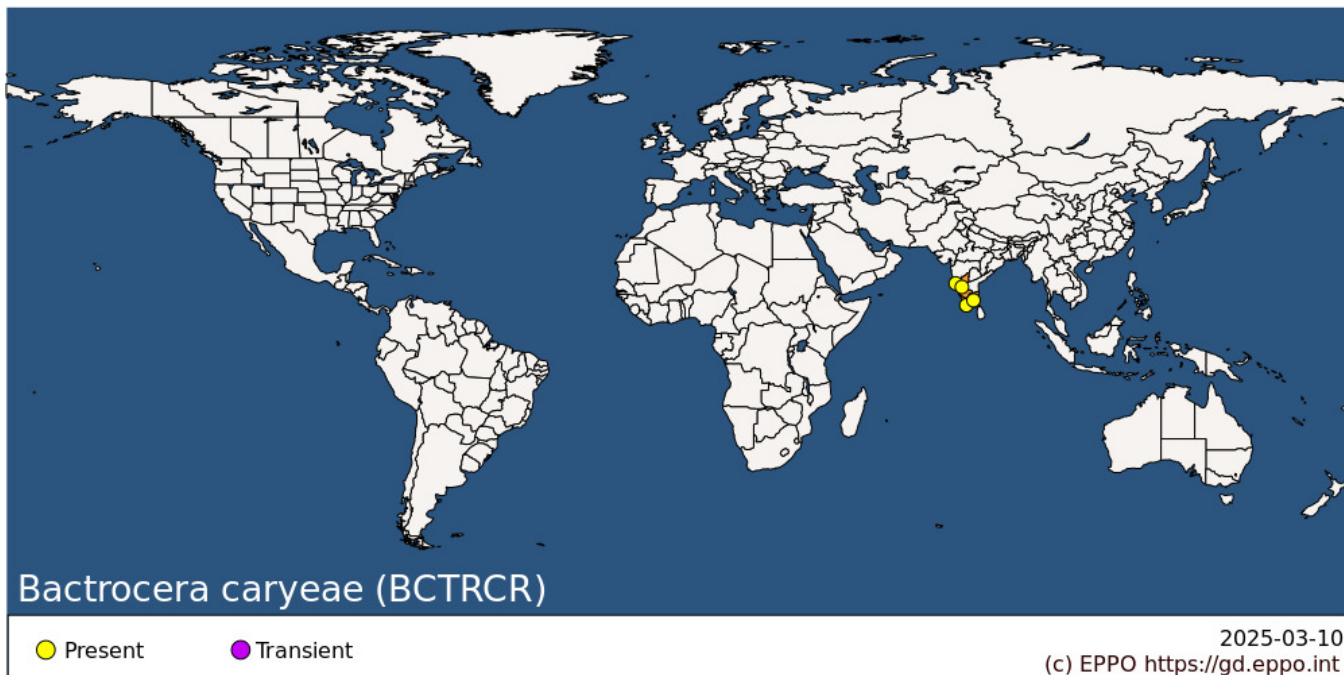 Bactrocera caryeae (BCTRCR)
Present
Transient
2025-03-10
(c) EPPO https://gd.eppo.int